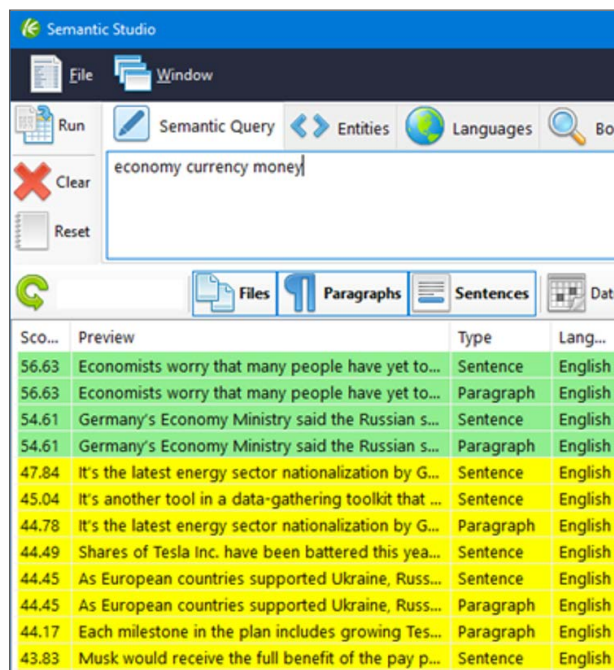 Semantic Studio
File Window
Run Semantic Query Entities Languages Bo
economy currency money
Clear
Reset
Files Paragraphs Sentences Dat
Sco... Preview Type Lang...
56.63 Economists worry that many people have yet to... Sentence English
56.63 Economists worry that many people have yet to... Paragraph English
54.61 Germany's Economy Ministry said the Russian s... Sentence English
54.61 Germany's Economy Ministry said the Russian s... Paragraph English
47.84 It's the latest energy sector nationalization by G... Sentence English
45.04 It's another tool in a data-gathering toolkit that ... Sentence English
44.78 It's the latest energy sector nationalization by G... Paragraph English
44.49 Shares of Tesla Inc. have been battered this yea... Sentence English
44.45 As European countries supported Ukraine, Russ... Sentence English
44.45 As European countries supported Ukraine, Russ... Paragraph English
44.17 Each milestone in the plan includes growing Tes... Paragraph English
43.83 Musk would receive the full benefit of the pay p... Sentence English